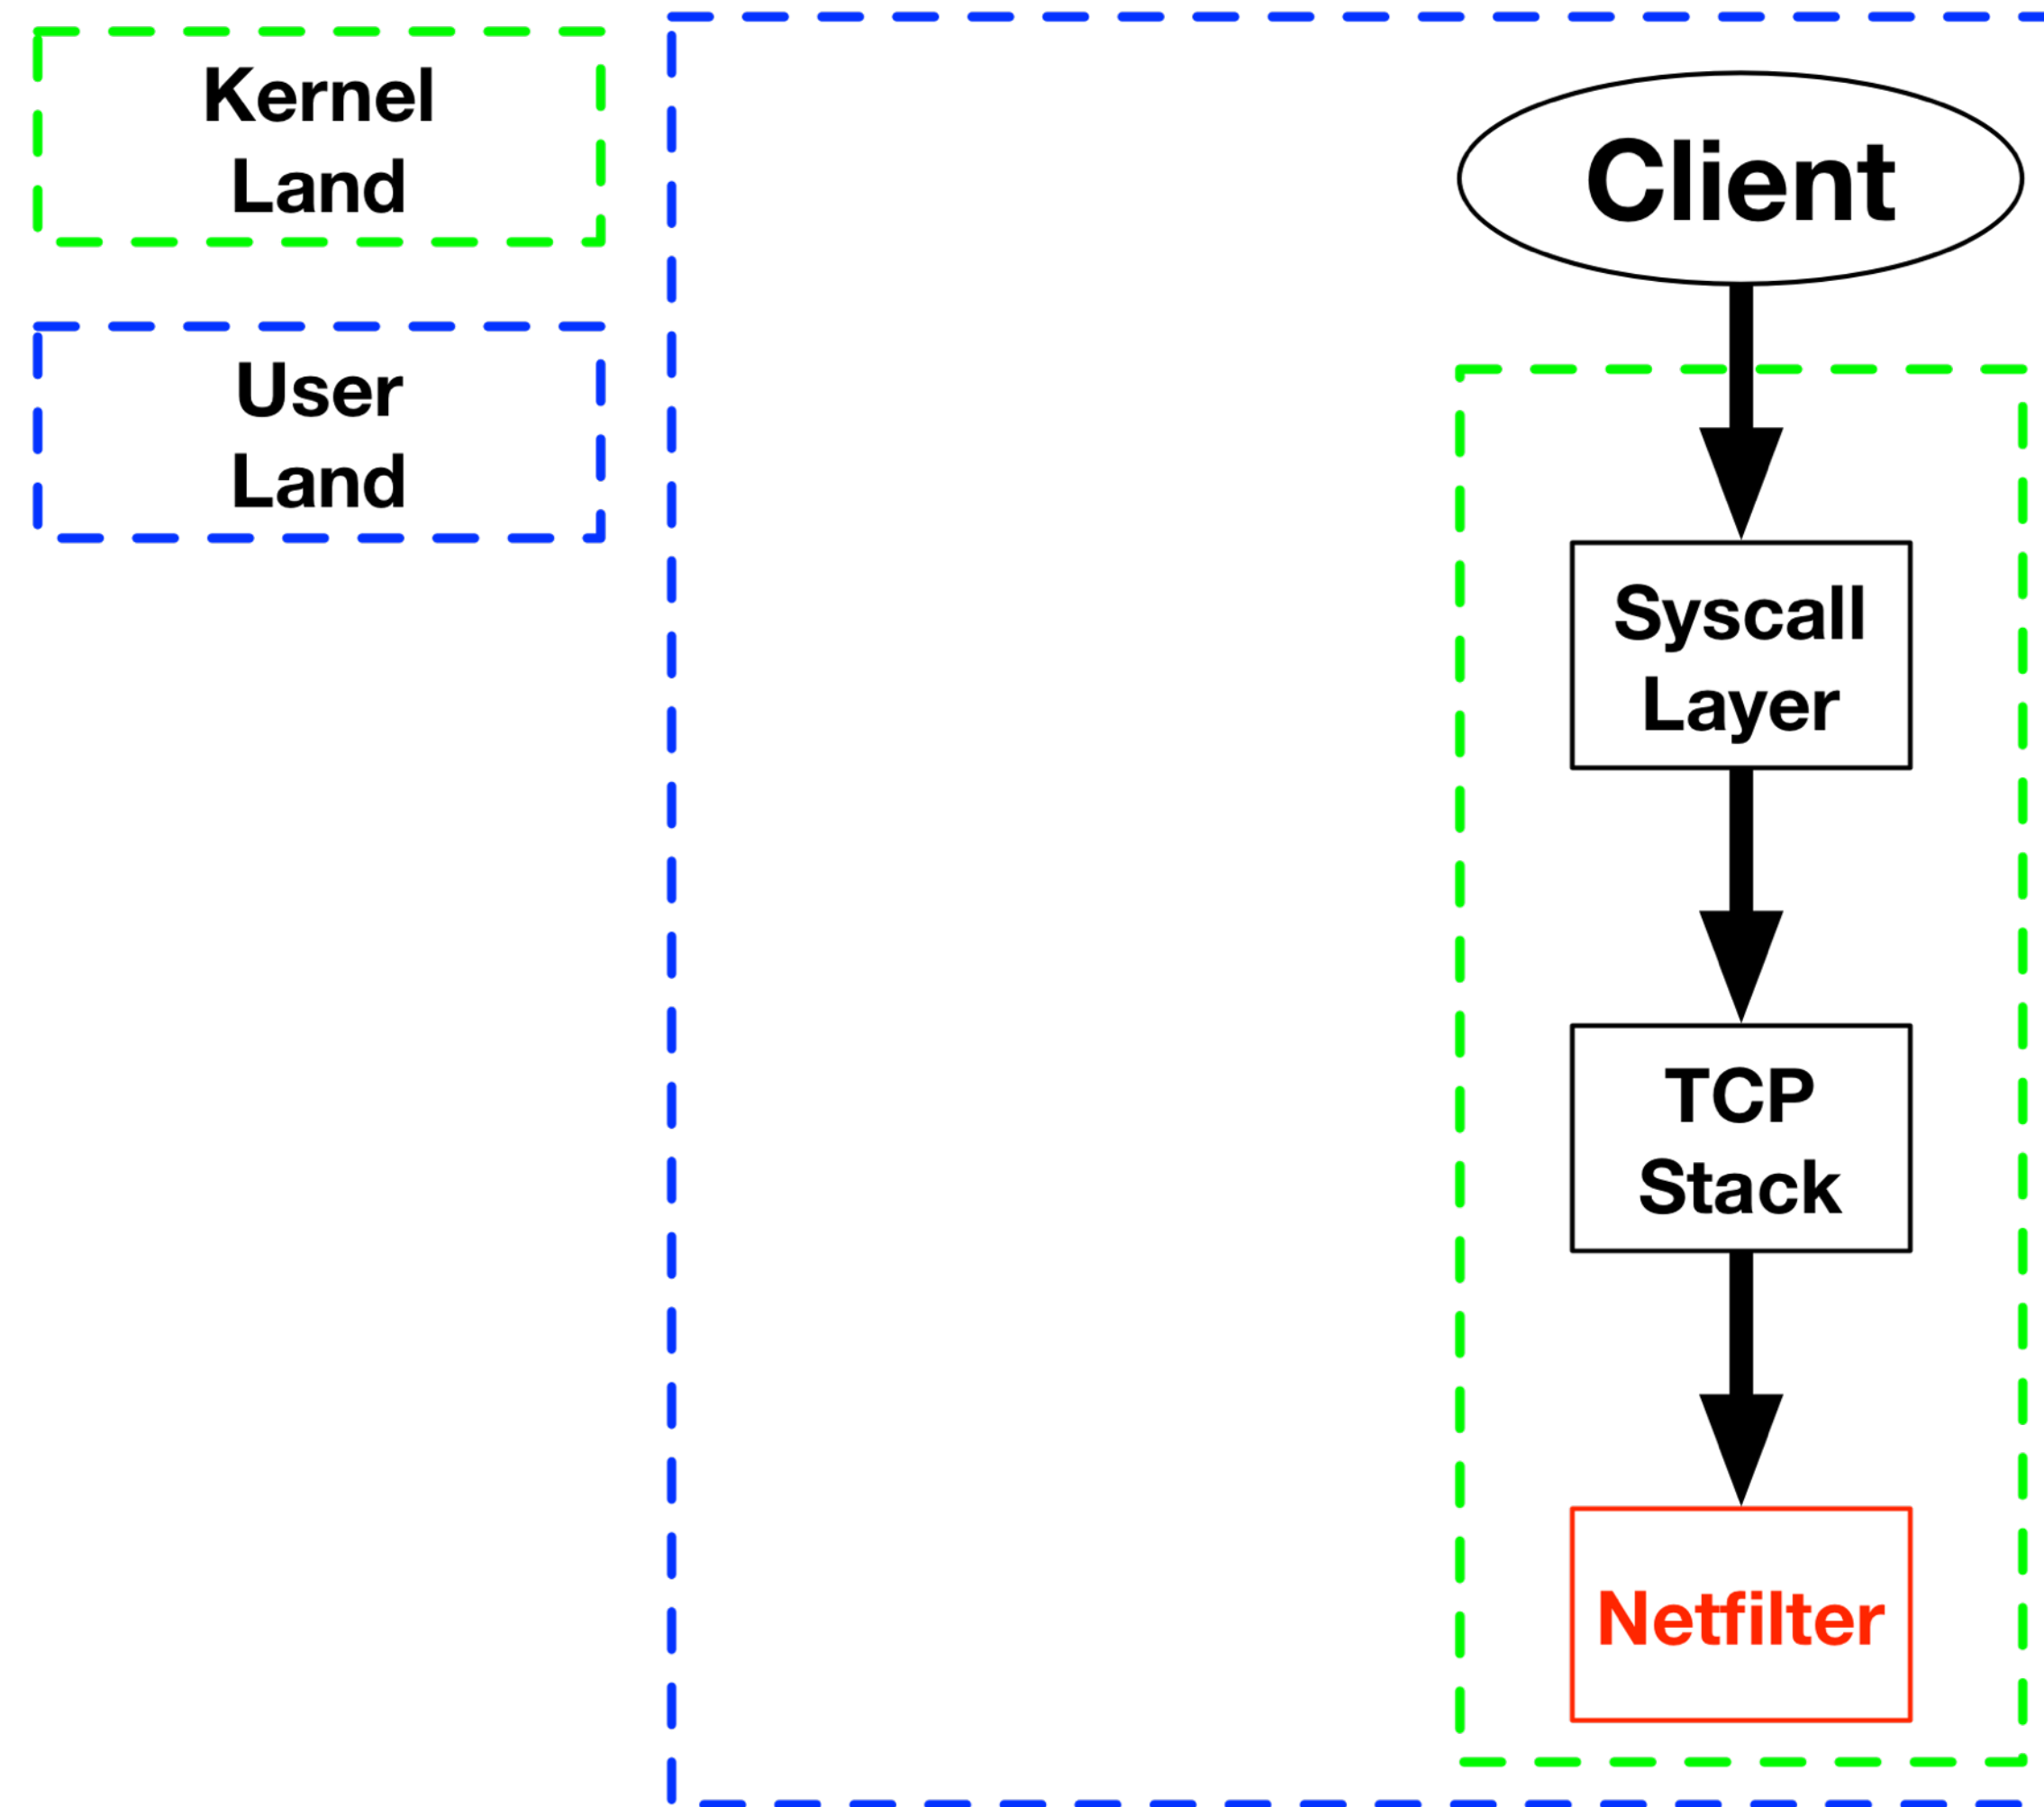 Kernel
Land
User
Land
Client
Syscall
Layer
TCP
Stack
Netfilter